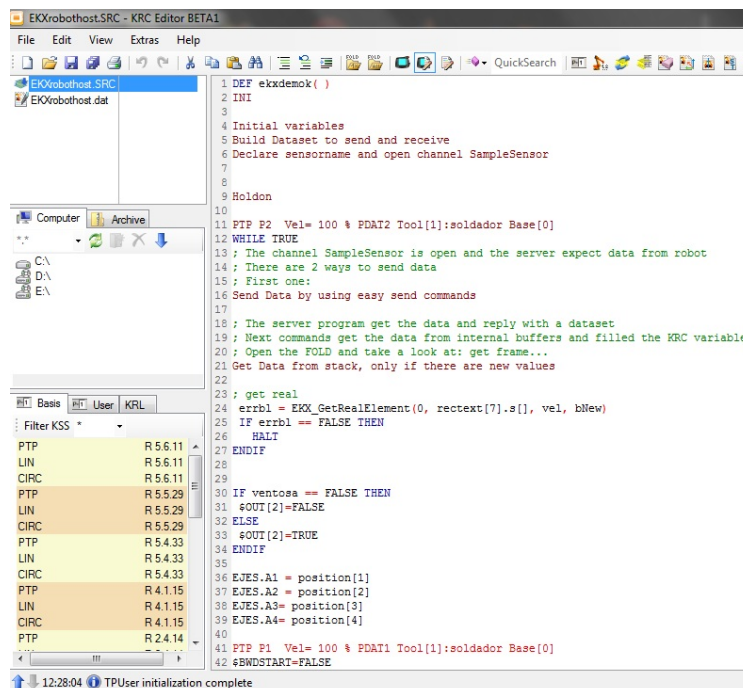 EKXrobothost.SRC - KRC Editor BETA1
File Edit View Extras Help
QuickSearch
EKXrobothost.SRC
EKXrobothost.dat
Computer Archive
*.*
C:\
D:\
E:\
Basis User KRL
Filter KSS *
PTP R 5.6.11
LIN R 5.6.11
CIRC R 5.6.11
PTP R 5.5.29
LIN R 5.5.29
CIRC R 5.5.29
PTP R 5.4.33
LIN R 5.4.33
CIRC R 5.4.33
PTP R 4.1.15
LIN R 4.1.15
CIRC R 4.1.15
PTP R 2.4.14
1 DEF ekxdemok( )
2 INI
3
4 Initial variables
5 Build Dataset to send and receive
6 Declare sensorname and open channel SampleSensor
7
8
9 Holdon
10
11 PTP P2 Vel= 100 % PDAT2 Tool[1]:soldador Base[0]
12 WHILE TRUE
13 ; The channel SampleSensor is open and the server expect data from robot
14 ; There are 2 ways to send data
15 ; First one:
16 Send Data by using easy send commands
17
18 ; The server program get the data and reply with a dataset
19 ; Next commands get the data from internal buffers and filled the KRC variable
20 ; Open the FOLD and take a look at: get frame...
21 Get Data from stack, only if there are new values
22
23 ; get real
24 errbl = EKX_GetRealElement(0, rectext[7].s[], vel, bNew)
25 IF errbl == FALSE THEN
26 HALT
27 ENDIF
28
29
30 IF ventosa == FALSE THEN
31 $OUT[2]=FALSE
32 ELSE
33 $OUT[2]=TRUE
34 ENDIF
35
36 EJES.A1 = position[1]
37 EJES.A2 = position[2]
38 EJES.A3= position[3]
39 EJES.A4= position[4]
40
41 PTP P1 Vel= 100 % PDAT1 Tool[1]:soldador Base[0]
42 $BWDSTART=FALSE
12:28:04 TPUser initialization complete